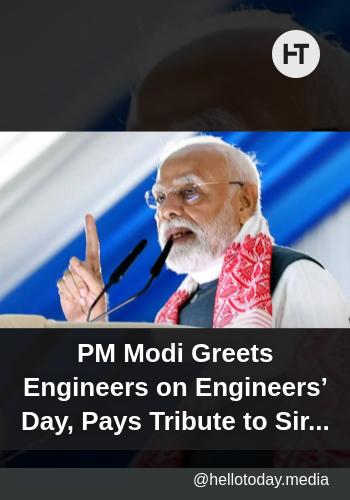 HT
PM Modi Greets
Engineers on Engineers’
Day, Pays Tribute to Sir...
@hellotoday.media